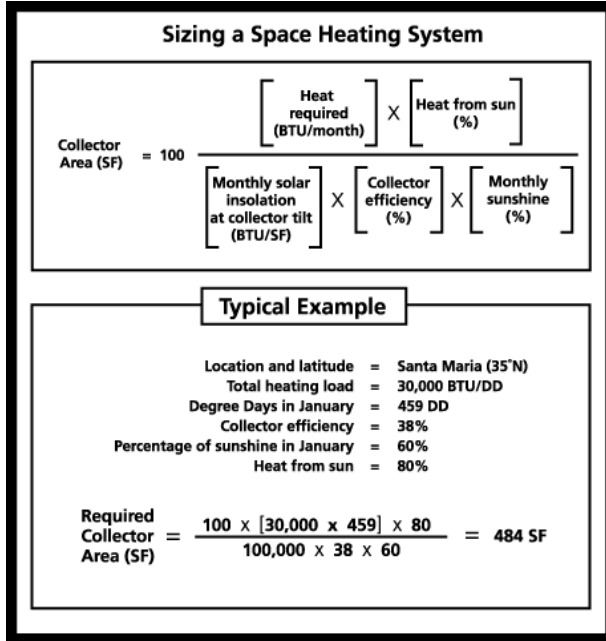 Sizing a Space Heating System
Heat
required
(BTU/month)
X
Heat from sun
(%)
Collector
Area (SF)
= 100
Monthly solar
insolation
at collector tilt
(BTU/SF)
X
Collector
efficiency
(%)
X
Monthly
sunshine
(%)
Typical Example
Location and latitude = Santa Maria (35°N)
Total heating load = 30,000 BTU/DD
Degree Days in January = 459 DD
Collector efficiency = 38%
Percentage of sunshine in January = 60%
Heat from sun = 80%
Required
Collector
Area (SF)
=
100 X [30,000 x 459] X 80
100,000 X 38 X 60
= 484 SF